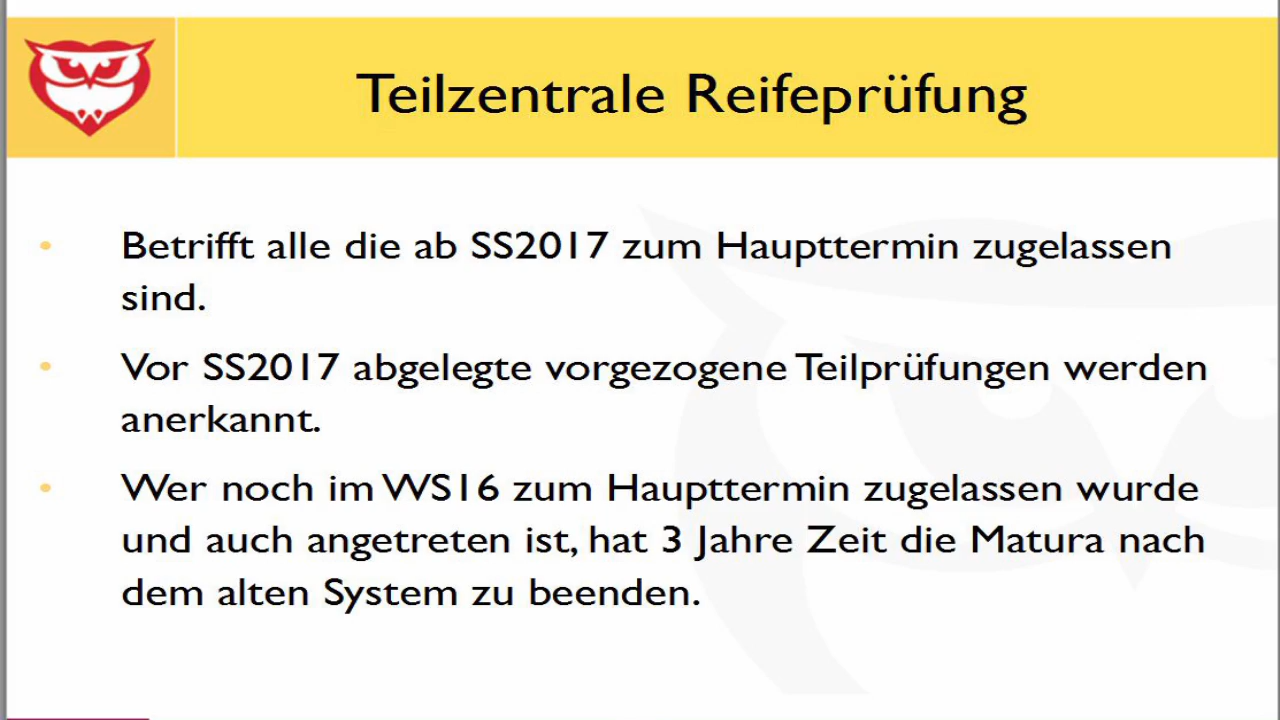 Teilzentrale Reifeprüfung
• Betrifft alle die ab SS2017 zum Haupttermin zugelassen
sind.
• Vor SS2017 abgelegte vorgezogene Teilprüfungen werden
anerkannt.
• Wer noch im WS16 zum Haupttermin zugelassen wurde
und auch angetreten ist, hat 3 Jahre Zeit die Matura nach
dem alten System zu beenden.